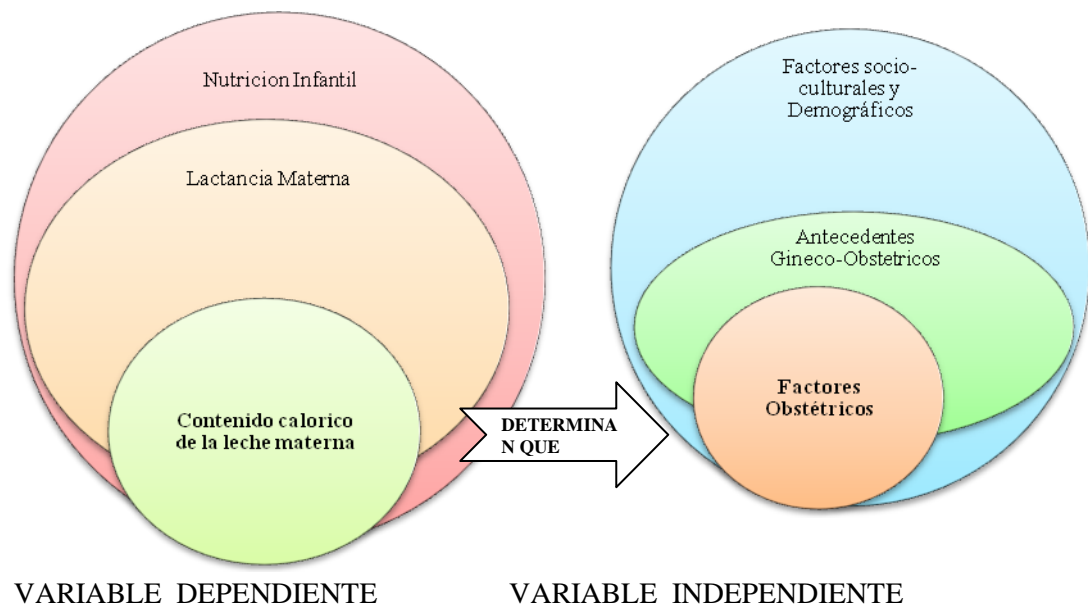 Nutricion Infantil
Lactancia Materna
Contenido calorico
de la leche materna
DETERMINA
N QUE
Factores socio-
culturales y
Demográficos
Antecedentes
Gineco-Obstetricos
Factores
Obstétricos
VARIABLE DEPENDIENTE
VARIABLE INDEPENDIENTE